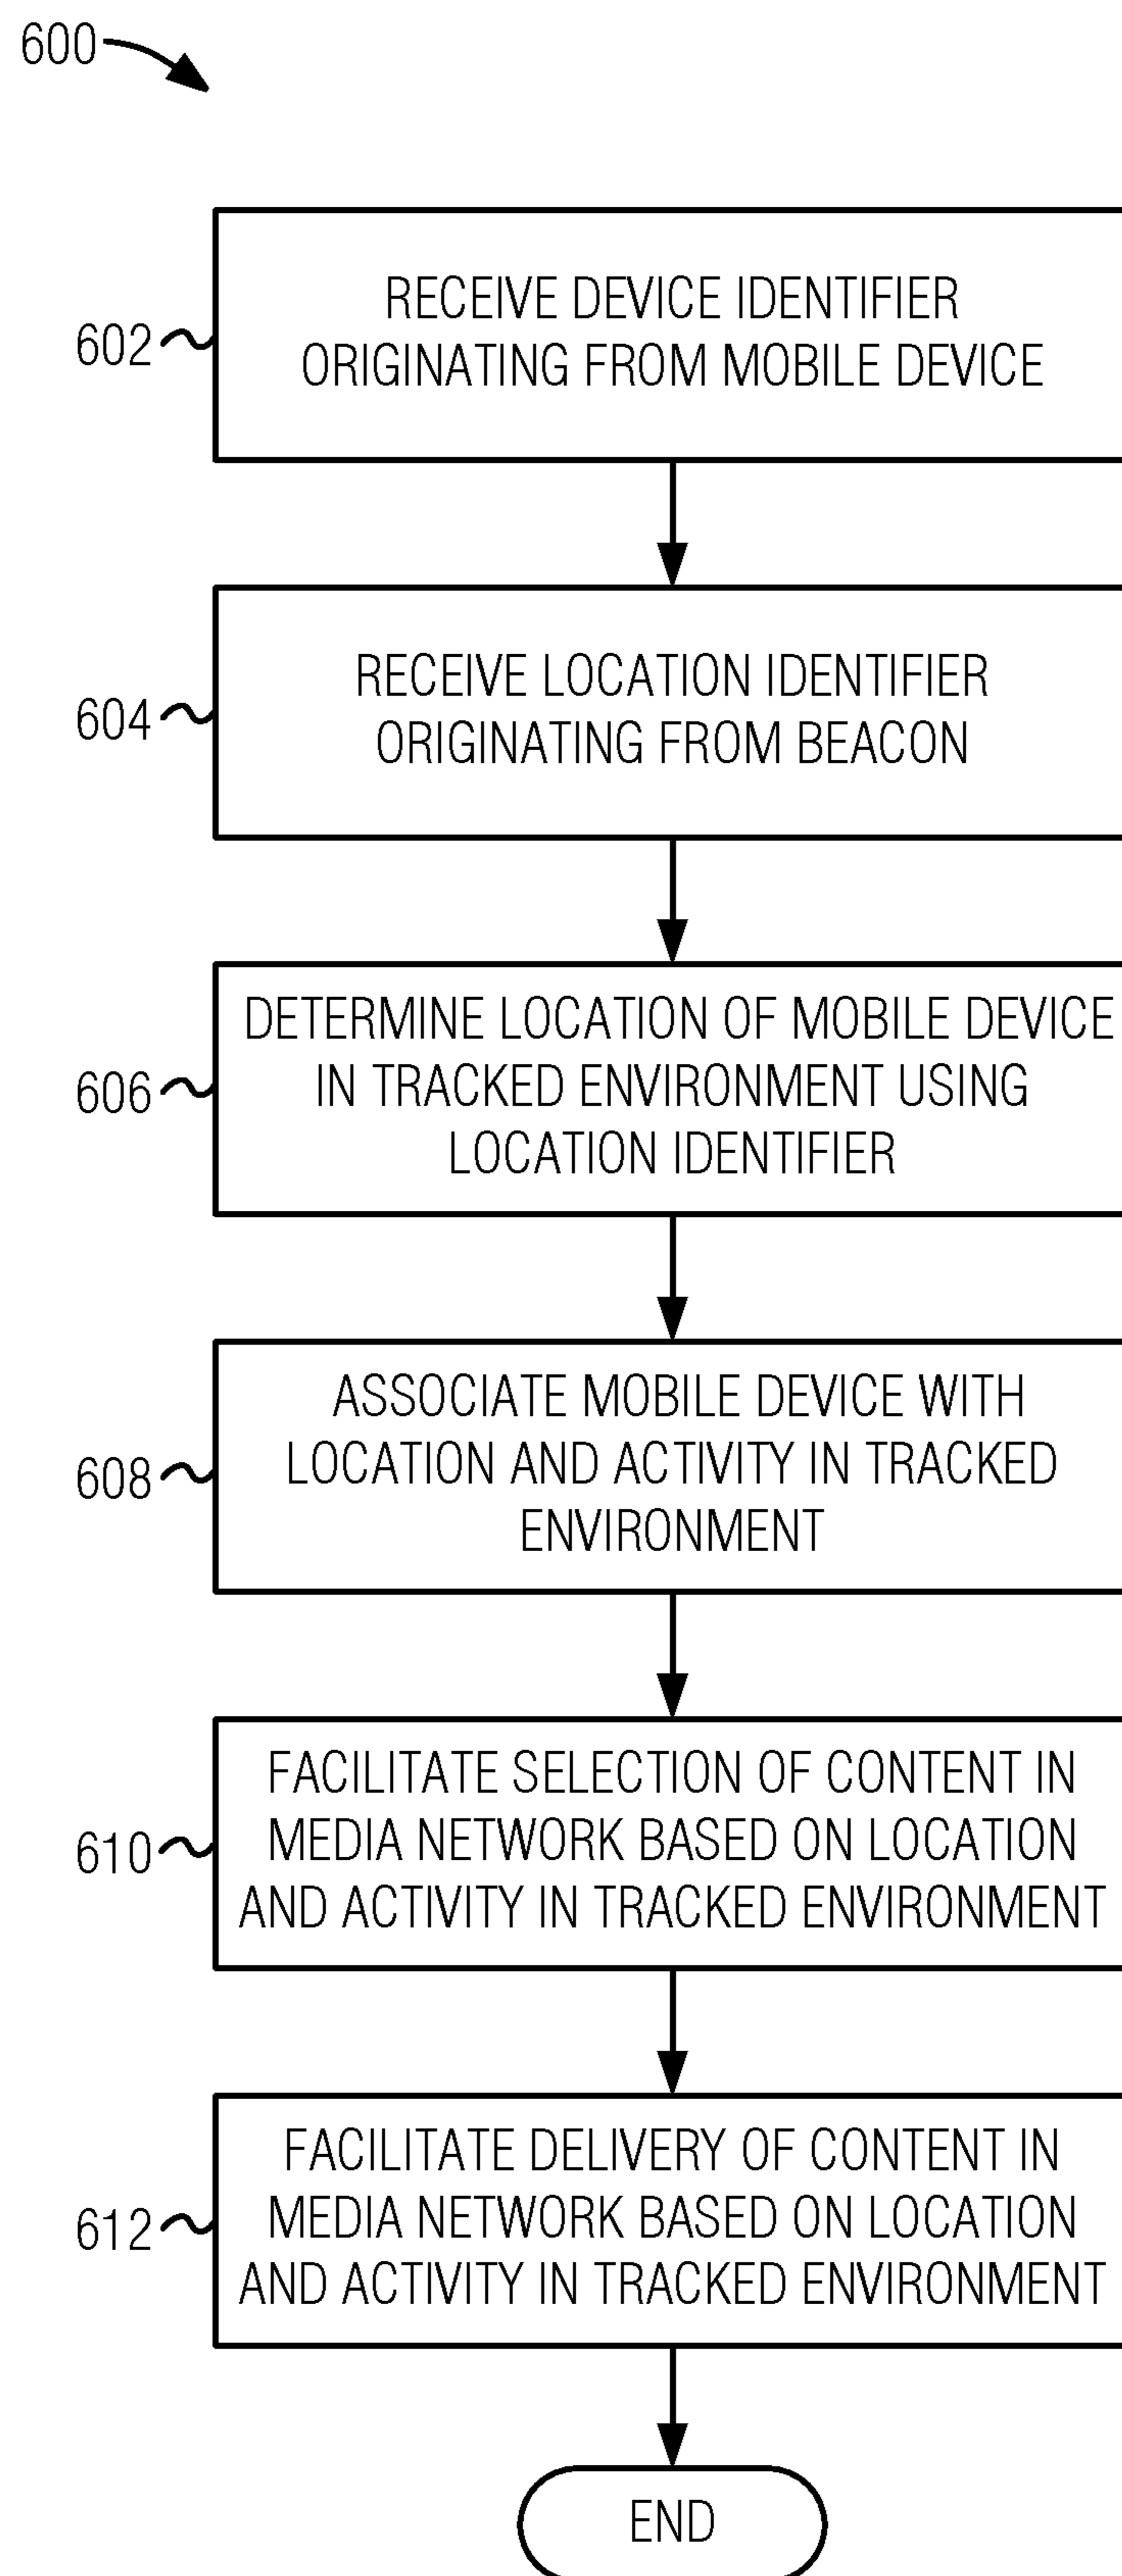 600
RECEIVE DEVICE IDENTIFIER
ORIGINATING FROM MOBILE DEVICE
602
RECEIVE LOCATION IDENTIFIER
ORIGINATING FROM BEACON
604
DETERMINE LOCATION OF MOBILE DEVICE
IN TRACKED ENVIRONMENT USING
LOCATION IDENTIFIER
606
ASSOCIATE MOBILE DEVICE WITH
LOCATION AND ACTIVITY IN TRACKED
ENVIRONMENT
608
FACILITATE SELECTION OF CONTENT IN
MEDIA NETWORK BASED ON LOCATION
AND ACTIVITY IN TRACKED ENVIRONMENT
610
FACILITATE DELIVERY OF CONTENT IN
MEDIA NETWORK BASED ON LOCATION
AND ACTIVITY IN TRACKED ENVIRONMENT
612
END